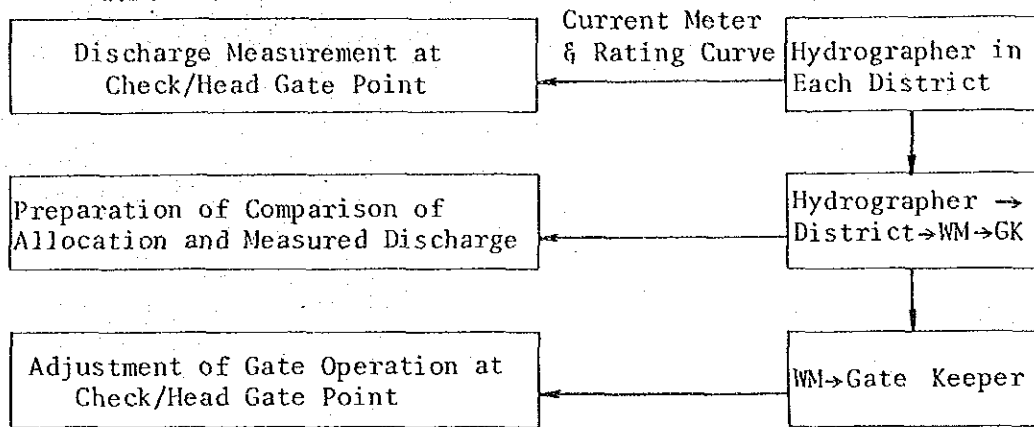 Current Meter
& Rating Curve
Discharge Measurement at
Check/Head Gate Point
Hydrographer in
Each District
Preparation of Comparison of
Allocation and Measured Discharge
Hydrographer →
District→WM→GK
Adjustment of Gate Operation at
Check/Head Gate Point
WM→Gate Keeper